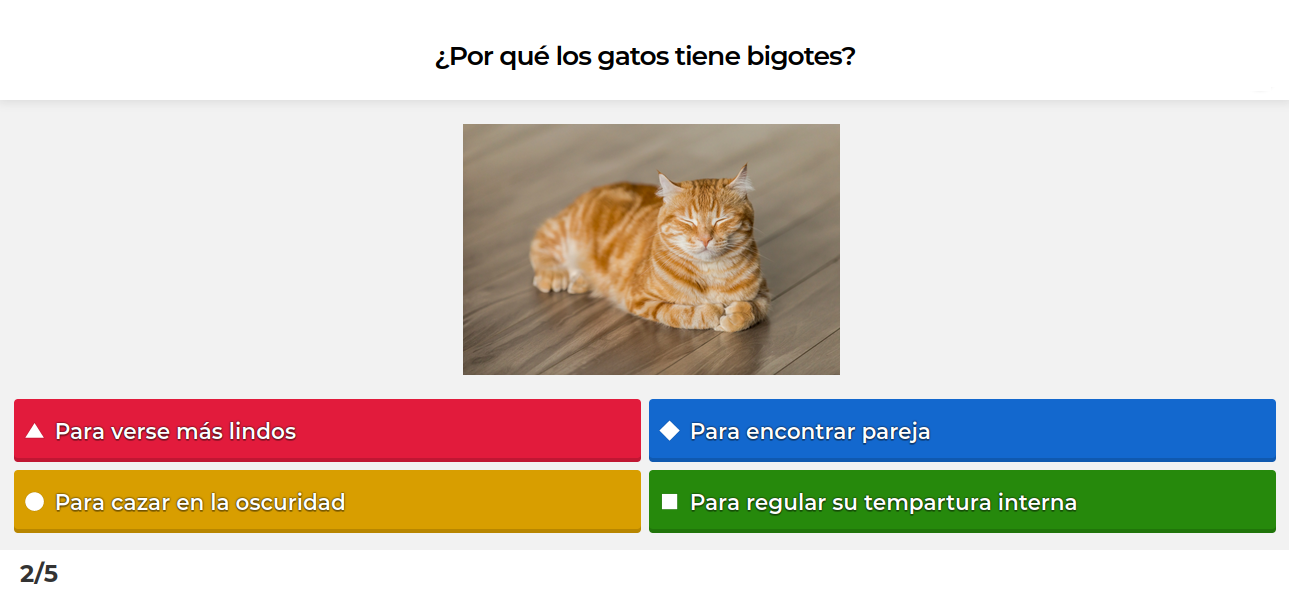 ¿Por qué los gatos tiene bigotes?
Para verse más lindos
Para encontrar pareja
Para cazar en la oscuridad
Para regular su tempartura interna
2/5